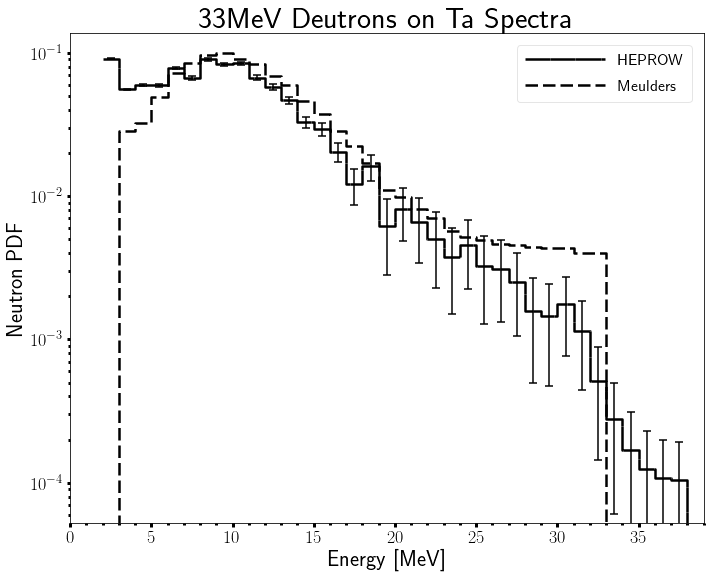 33MeV Deutrons on Ta Spectra
HEPROW
Meulders
Neutron PDF
10⁻¹
10⁻²
10⁻³
10⁻⁴
0 5 10 15 20 25 30 35
Energy [MeV]